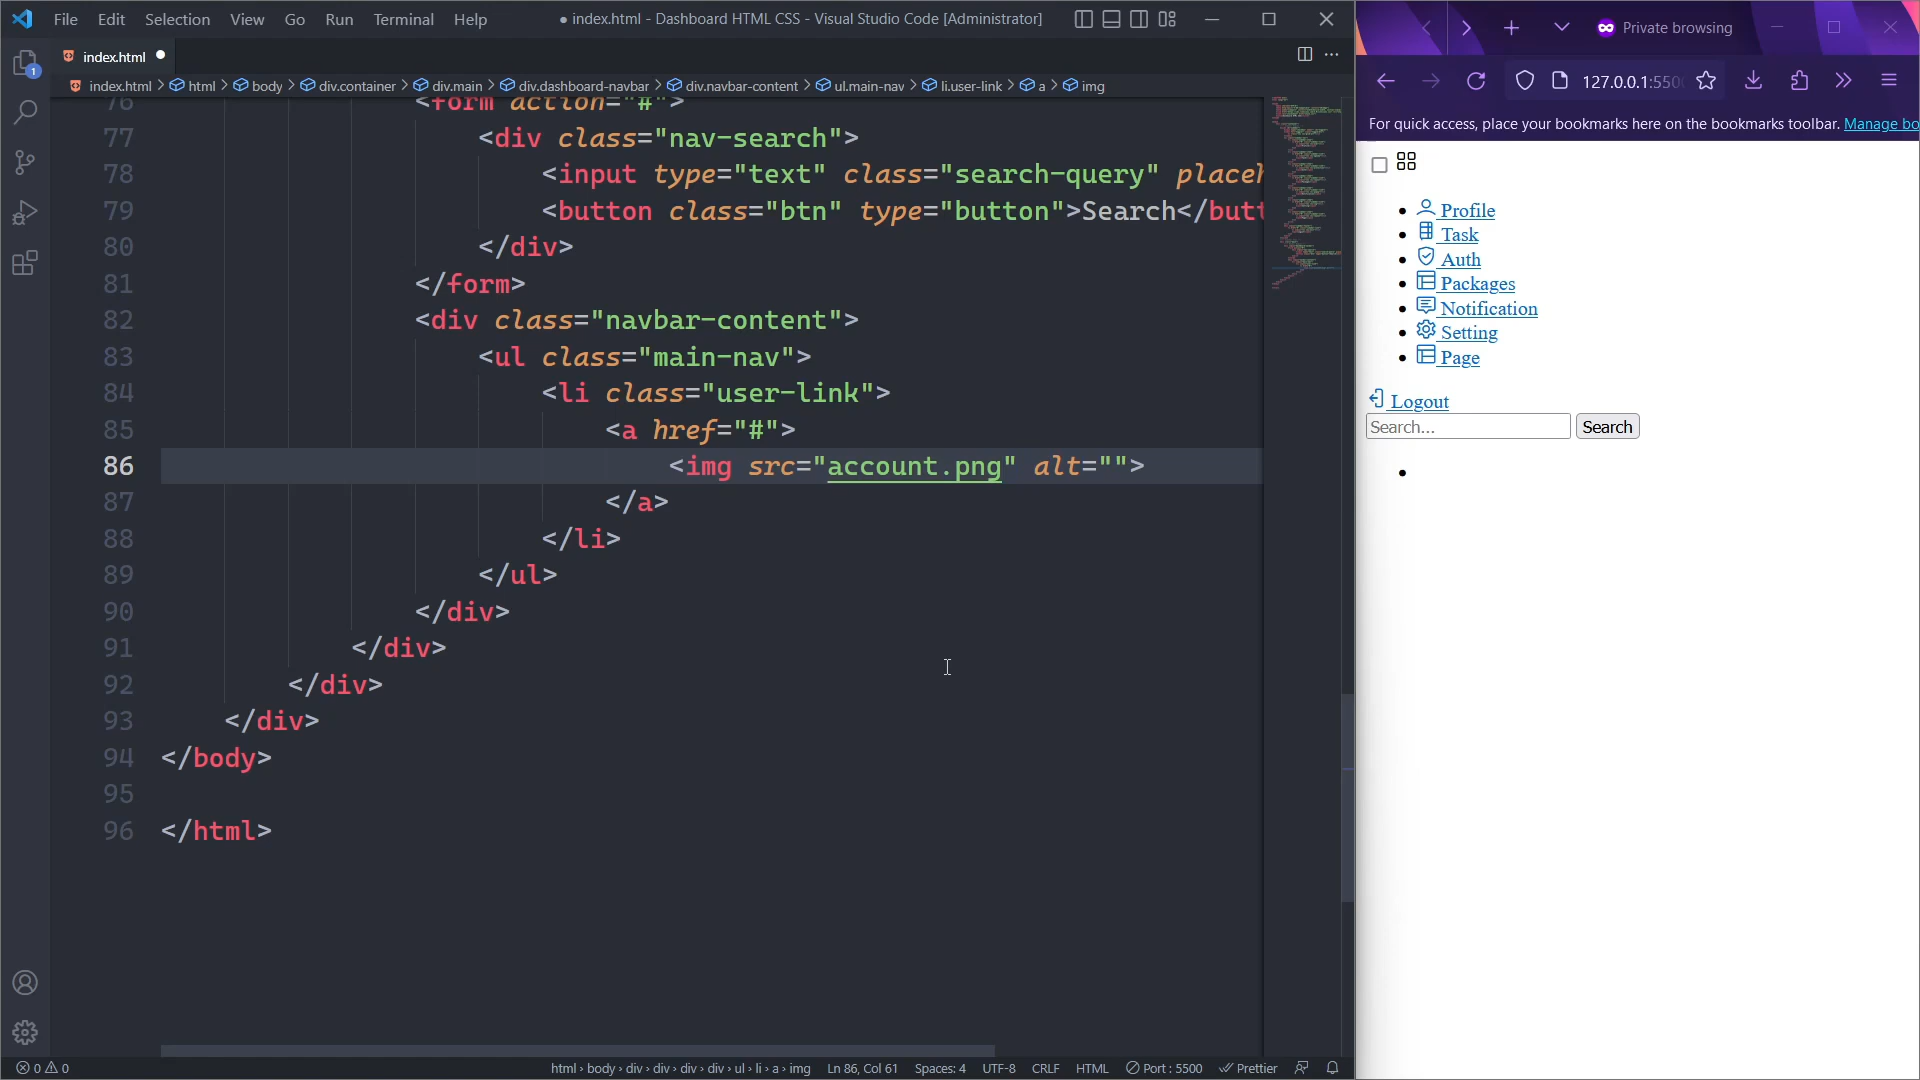 File Edit Selection View Go Run Terminal Help
● index.html - Dashboard HTML CSS - Visual Studio Code [Administrator]
index.html
index.html > html > body > div.container > div.main > div.dashboard-navbar > div.navbar-content > ul.main-nav > li.user-link > a > img
76 <form action="#">
77 <div class="nav-search">
78 <input type="text" class="search-query" placeh
79 <button class="btn" type="button">Search</butt
80 </div>
81 </form>
82 <div class="navbar-content">
83 <ul class="main-nav">
84 <li class="user-link">
85 <a href="#">
86 <img src="account.png" alt="">
87 </a>
88 </li>
89 </ul>
90 </div>
91 </div>
92 </div>
93 </div>
94 </body>
95
96 </html>
1
0 0
html › body › div › div › div › div › ul › li › a › img
Ln 86, Col 61 Spaces: 4 UTF-8 CRLF HTML Port : 5500 Prettier
Private browsing
127.0.0.1:550
For quick access, place your bookmarks here on the bookmarks toolbar. Manage bo
Profile
Task
Auth
Packages
Notification
Setting
Page
Logout
Search... Search